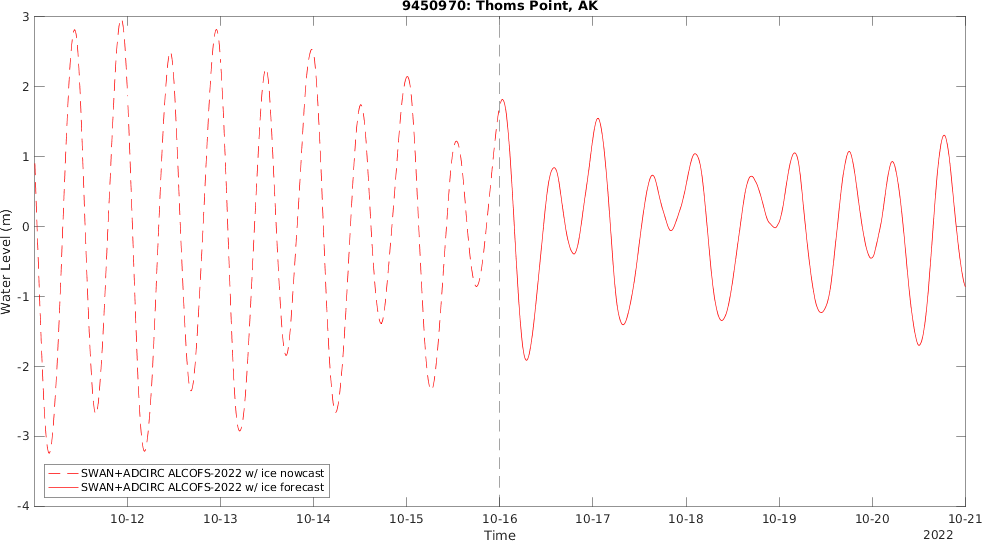 9450970: Thoms Point, AK
3
2
1
0
-1
-2
-3
-4
Water Level (m)
SWAN+ADCIRC ALCOFS-2022 w/ ice nowcast
SWAN+ADCIRC ALCOFS-2022 w/ ice forecast
10-12 10-13 10-14 10-15 10-16 10-17 10-18 10-19 10-20 10-21
Time
2022